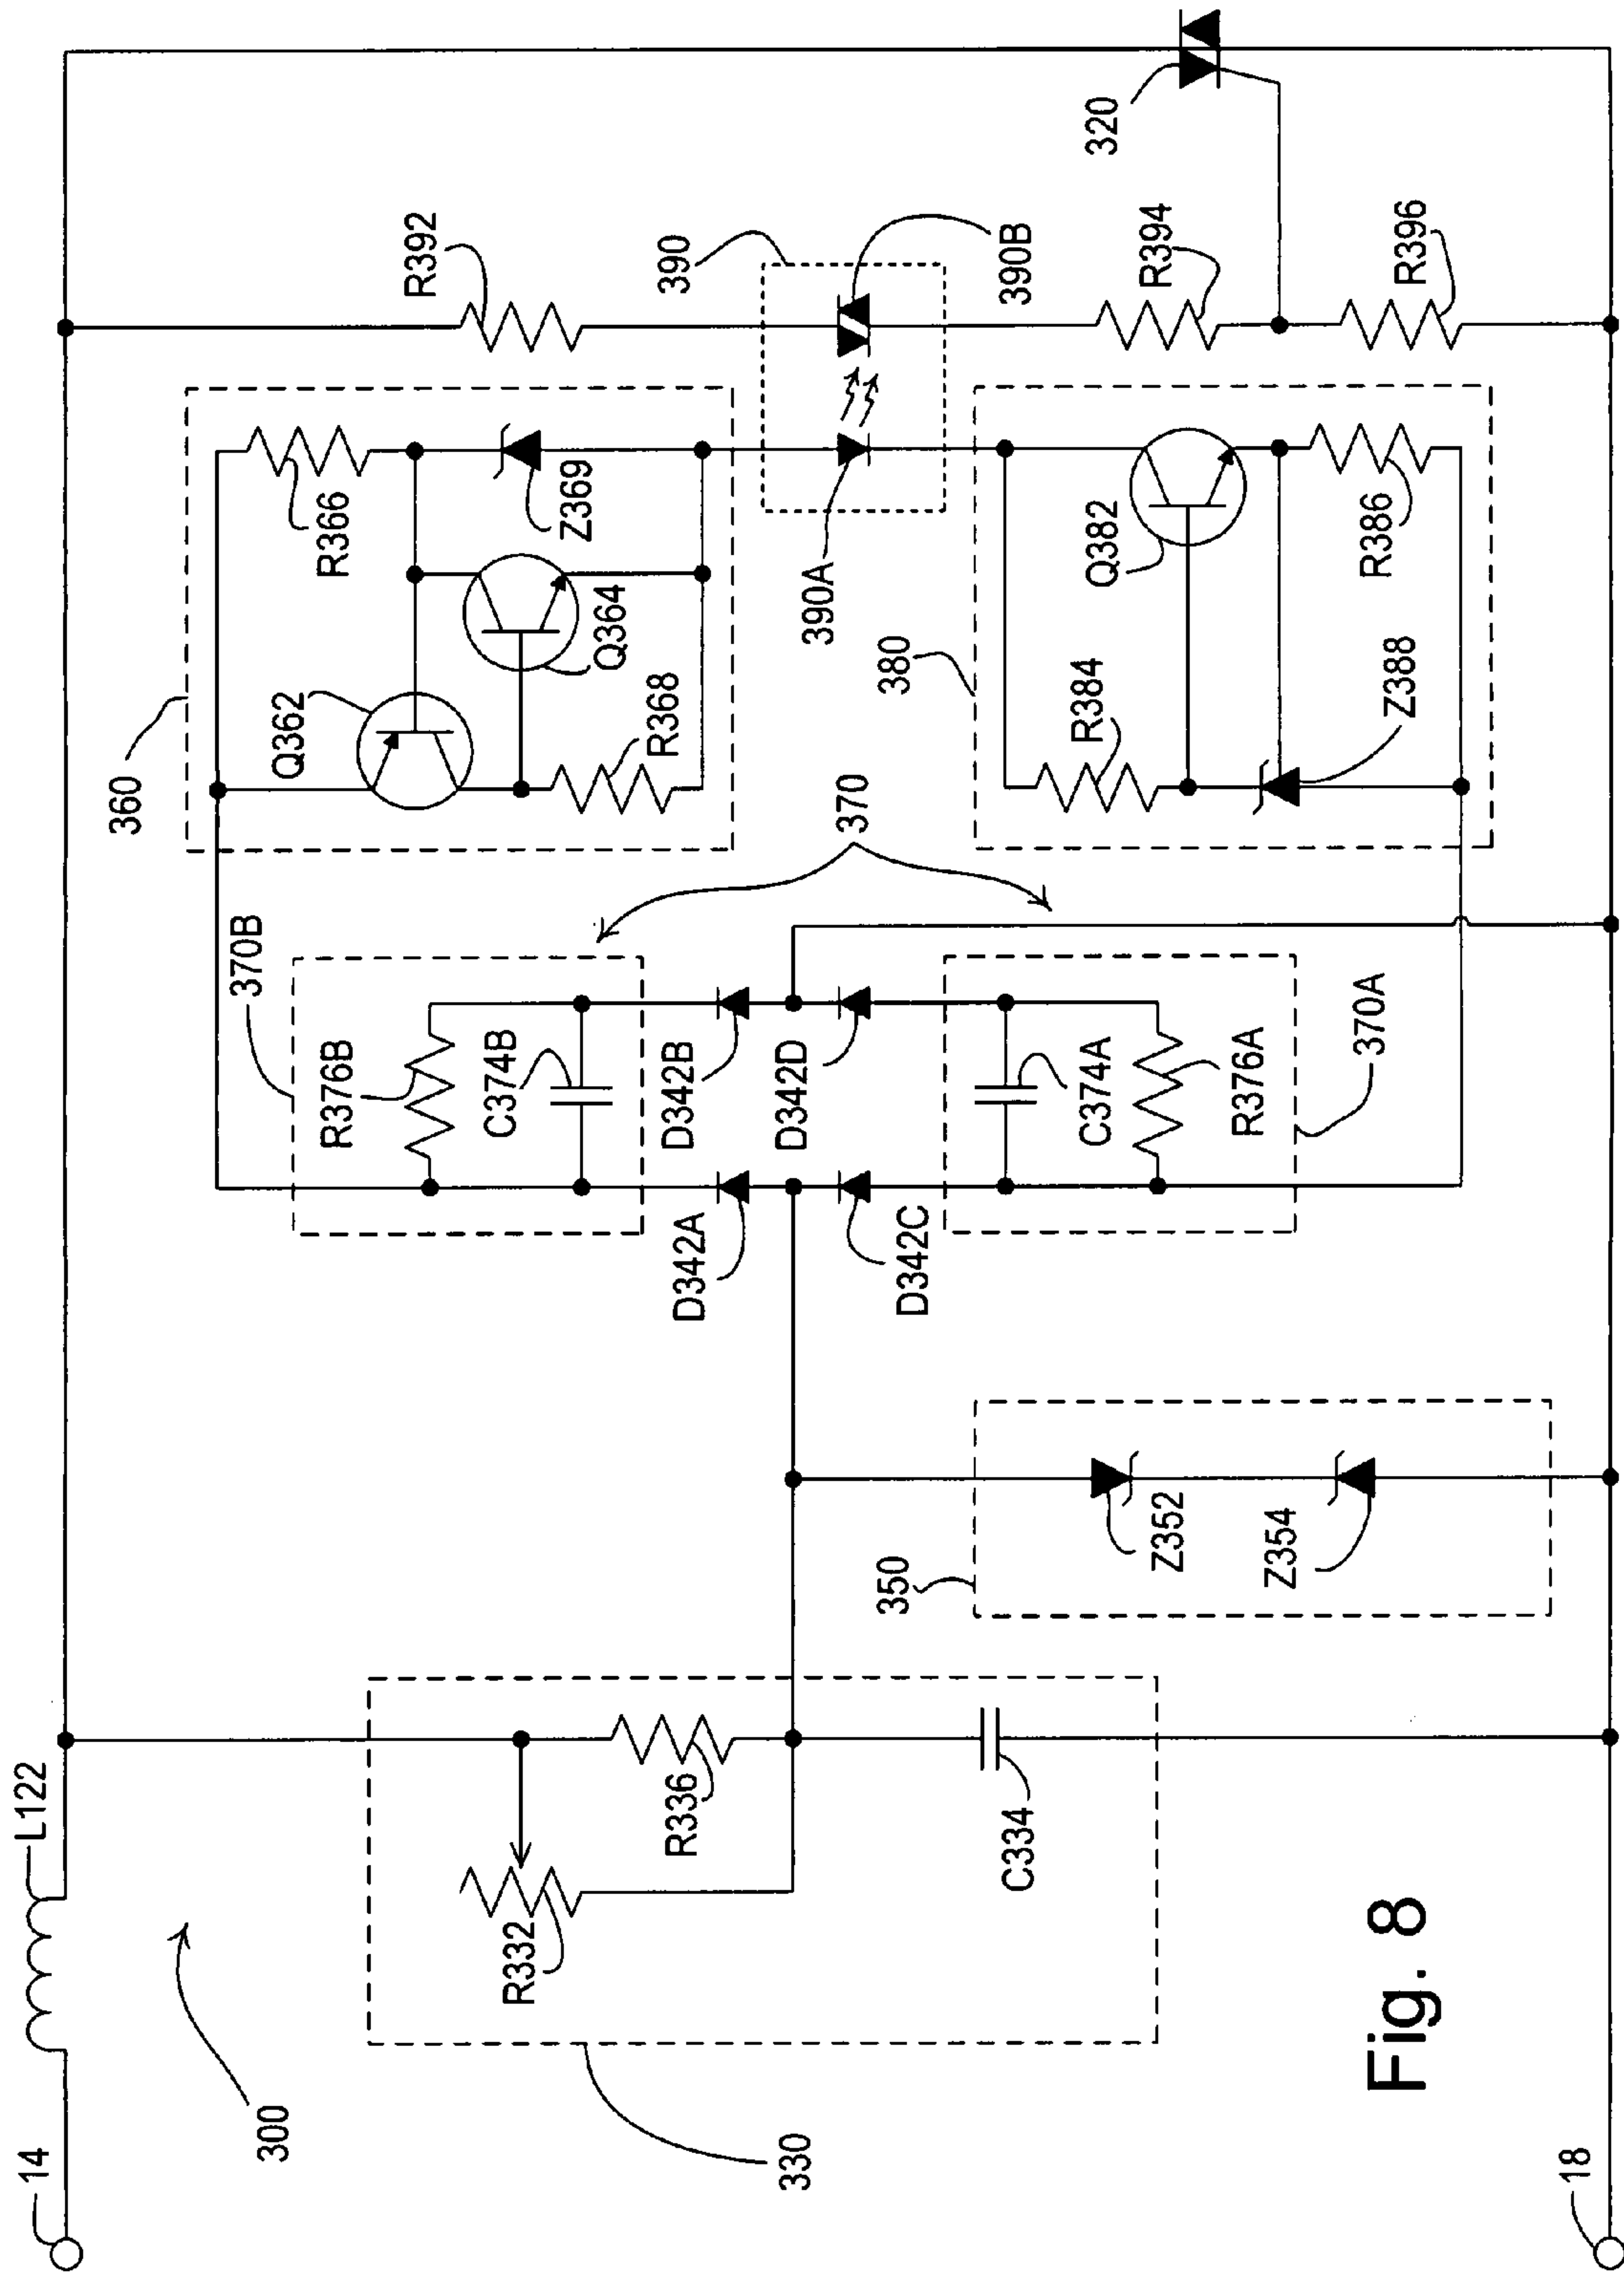 14
L122
300
R332
R336
C334
330
350
Z352
Z354
370B
R376B
C374B
D342A
D342B
D342C
D342D
C374A
R376A
370A
370
360
Q362
R366
Z369
Q364
R368
390A
390
390B
R392
380
R384
Q382
R386
Z388
R394
R396
320
18
Fig. 8